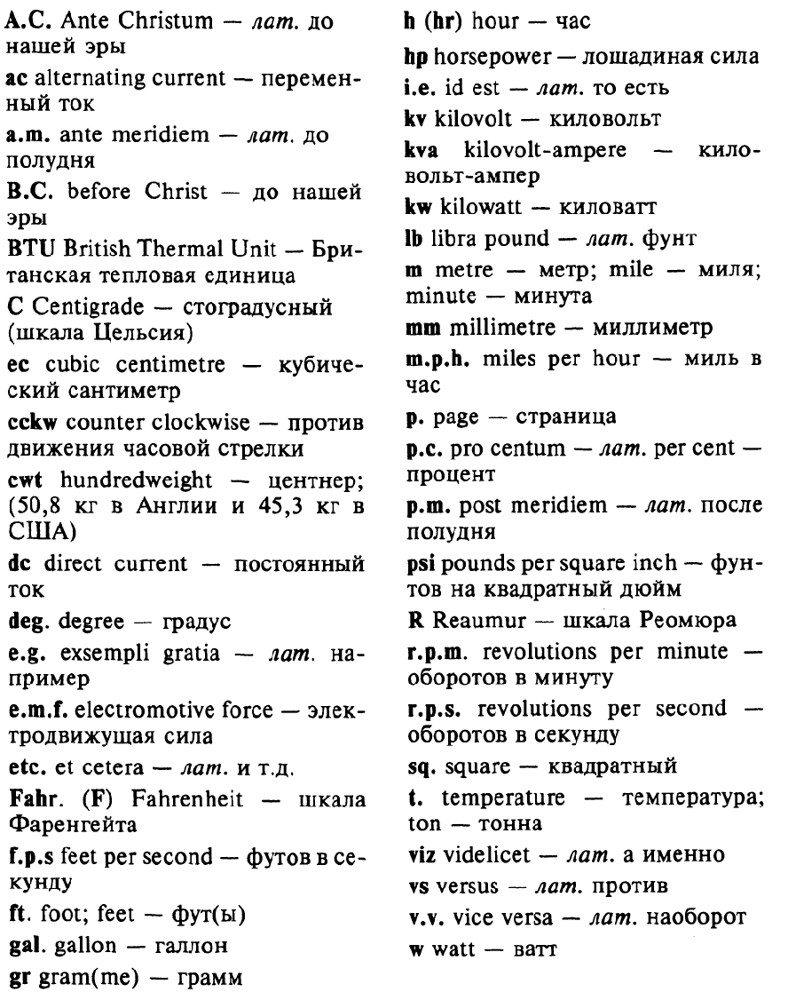 A.C. Ante Christum — лат. до
нашей эры
ac alternating current — перемен-
ный ток
a.m. ante meridiem — лат. до
полудня
B.C. before Christ — до нашей
эры
BTU British Thermal Unit — Бри-
танская тепловая единица
C Centigrade — стоградусный
(шкала Цельсия)
ec cubic centimetre — кубиче-
ский сантиметр
cckw counter clockwise — против
движения часовой стрелки
cwt hundredweight — центнер;
(50,8 кг в Англии и 45,3 кг в
США)
dc direct current — постоянный
ток
deg. degree — градус
e.g. exsempli gratia — лат. на-
пример
e.m.f. electromotive force — элек-
тродвижущая сила
etc. et cetera — лат. и т.д.
Fahr. (F) Fahrenheit — шкала
Фаренгейта
f.p.s feet per second — футов в се-
кунду
ft. foot; feet — фут(ы)
gal. gallon — галлон
gr gram(me) — грамм
h (hr) hour — час
hp horsepower — лошадиная сила
i.e. id est — лат. то есть
kv kilovolt — киловольт
kva kilovolt-ampere — кило-
вольт-ампер
kw kilowatt — киловатт
lb libra pound — лат. фунт
m metre — метр; mile — миля;
minute — минута
mm millimetre — миллиметр
m.p.h. miles per hour — миль в
час
p. page — страница
p.c. pro centum — лат. per cent —
процент
p.m. post meridiem — лат. после
полудня
psi pounds per square inch — фун-
тов на квадратный дюйм
R Reaumur — шкала Реомюра
r.p.m. revolutions per minute —
оборотов в минуту
r.p.s. revolutions per second —
оборотов в секунду
sq. square — квадратный
t. temperature — температура;
ton — тонна
viz videlicet — лат. а именно
vs versus — лат. против
v.v. vice versa — лат. наоборот
w watt — ватт